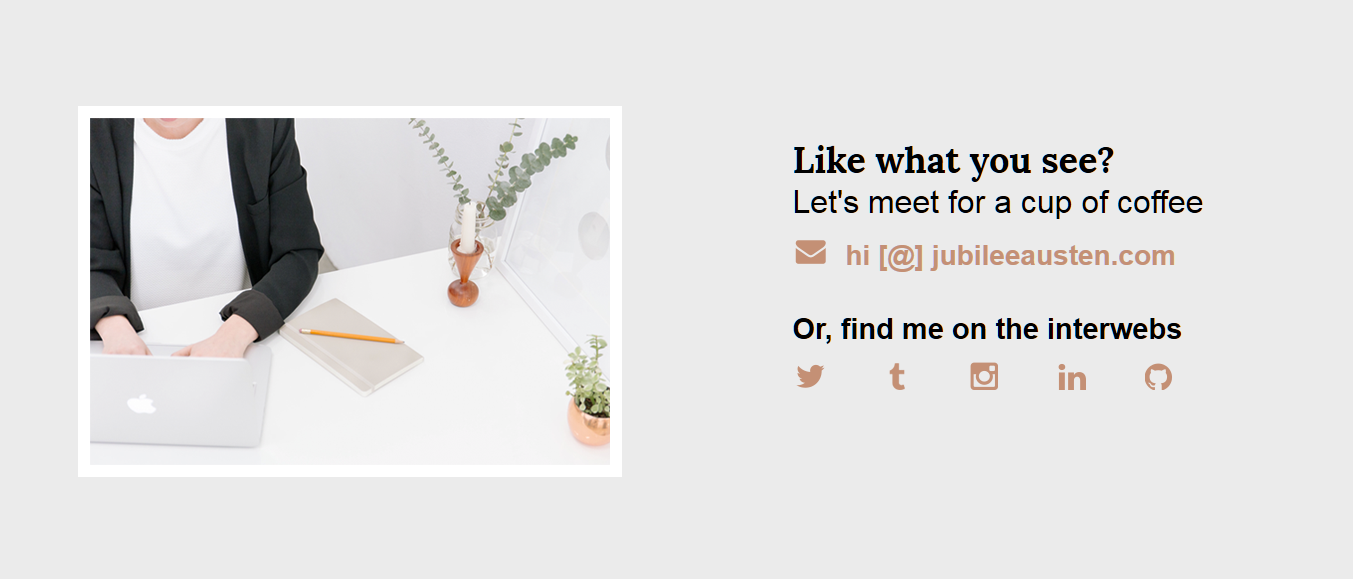 Like what you see?
Let's meet for a cup of coffee
hi [@] jubileeausten.com
Or, find me on the interwebs